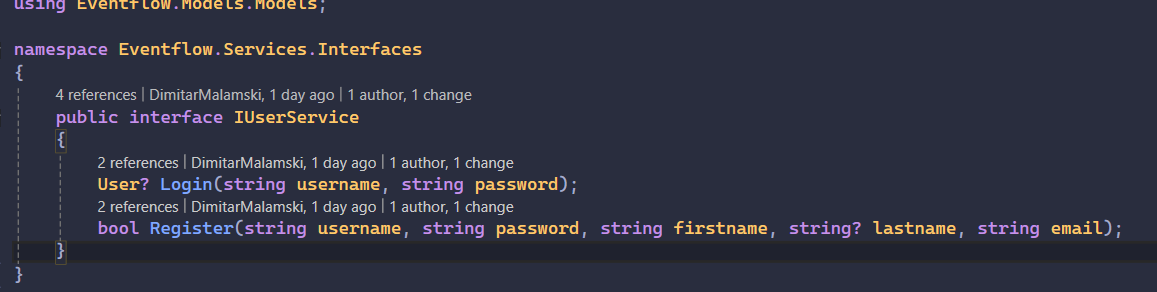 using Eventflow.Models.Models;
namespace Eventflow.Services.Interfaces
{
4 references | DimitarMalamski, 1 day ago | 1 author, 1 change
public interface IUserService
{
2 references | DimitarMalamski, 1 day ago | 1 author, 1 change
User? Login(string username, string password);
2 references | DimitarMalamski, 1 day ago | 1 author, 1 change
bool Register(string username, string password, string firstname, string? lastname, string email);
}
}